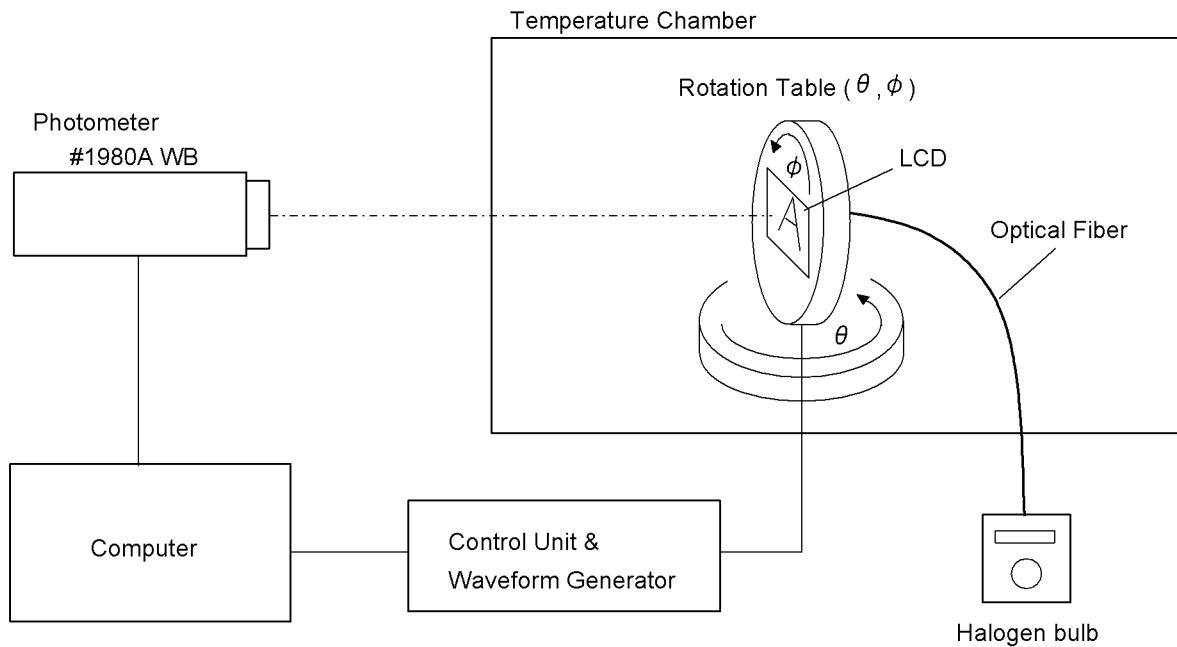 Temperature Chamber
Rotation Table ( θ , ϕ )
Photometer
#1980A WB
LCD
ϕ
A
Optical Fiber
θ
Computer
Control Unit &
Waveform Generator
Halogen bulb